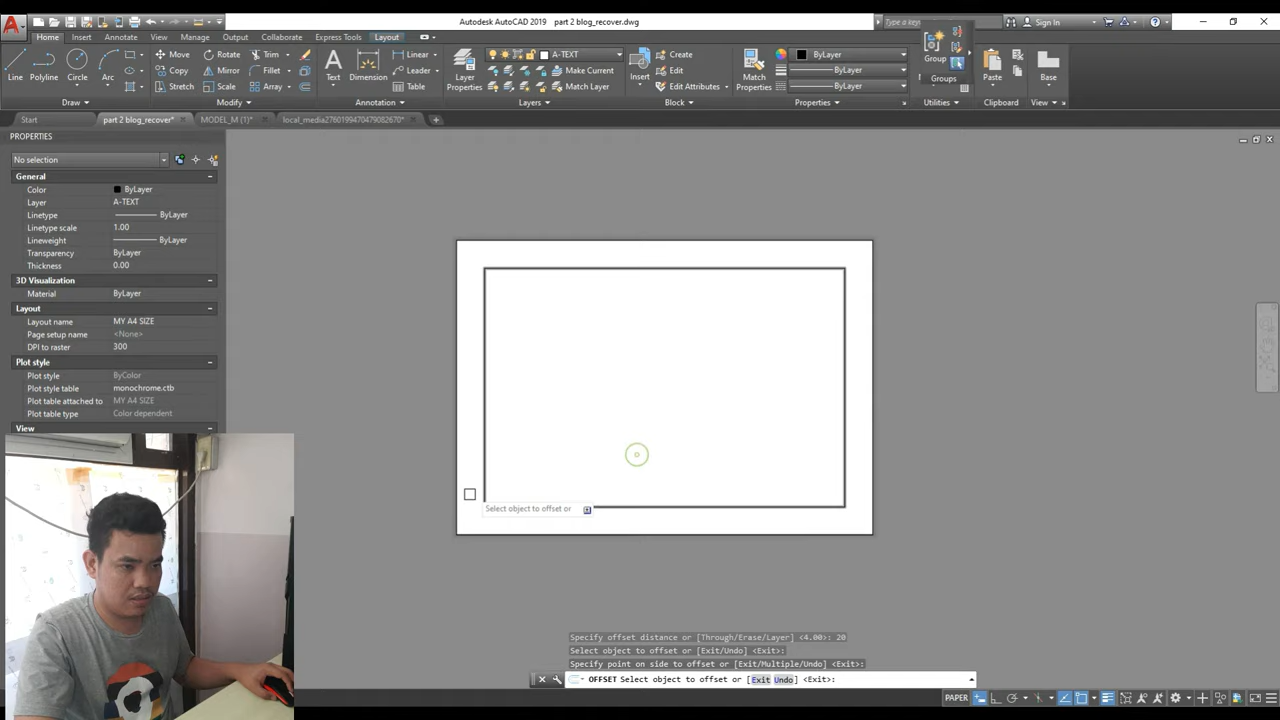 Autodesk AutoCAD 2019 part 2 blog_recover.dwg
Type a ke
Sign In
Home Insert Annotate View Manage Output Collaborate Express Tools Layout
Line Polyline Circle Arc
Move Rotate Trim
Copy Mirror Fillet
Stretch Scale Array
Text Dimension
Linear
Leader
Table
Layer Properties
A-TEXT
Make Current
Match Layer
Insert
Create
Edit
Edit Attributes
Match Properties
ByLayer
ByLayer
ByLayer
Group
Groups
Paste
Base
Draw Modify Annotation Layers Block Properties Utilities Clipboard View
Start part 2 blog_recover* MODEL_M (1)* local_media2760199470479082670*
PROPERTIES
No selection
General
Color ByLayer
Layer A-TEXT
Linetype ByLayer
Linetype scale 1.00
Lineweight ByLayer
Transparency ByLayer
Thickness 0.00
3D Visualization
Material ByLayer
Layout
Layout name MY A4 SIZE
Page setup name <None>
DPI to raster 300
Plot style
Plot style ByColor
Plot style table monochrome.ctb
Plot table attached to MY A4 SIZE
Plot table type Color dependent
View
Select object to offset or
Specify offset distance or [Through/Erase/Layer] <4.00>: 20
Select object to offset or [Exit/Undo] <Exit>:
Specify point on side to offset or [Exit/Multiple/Undo] <Exit>:
OFFSET Select object to offset or [Exit Undo] <Exit>:
PAPER